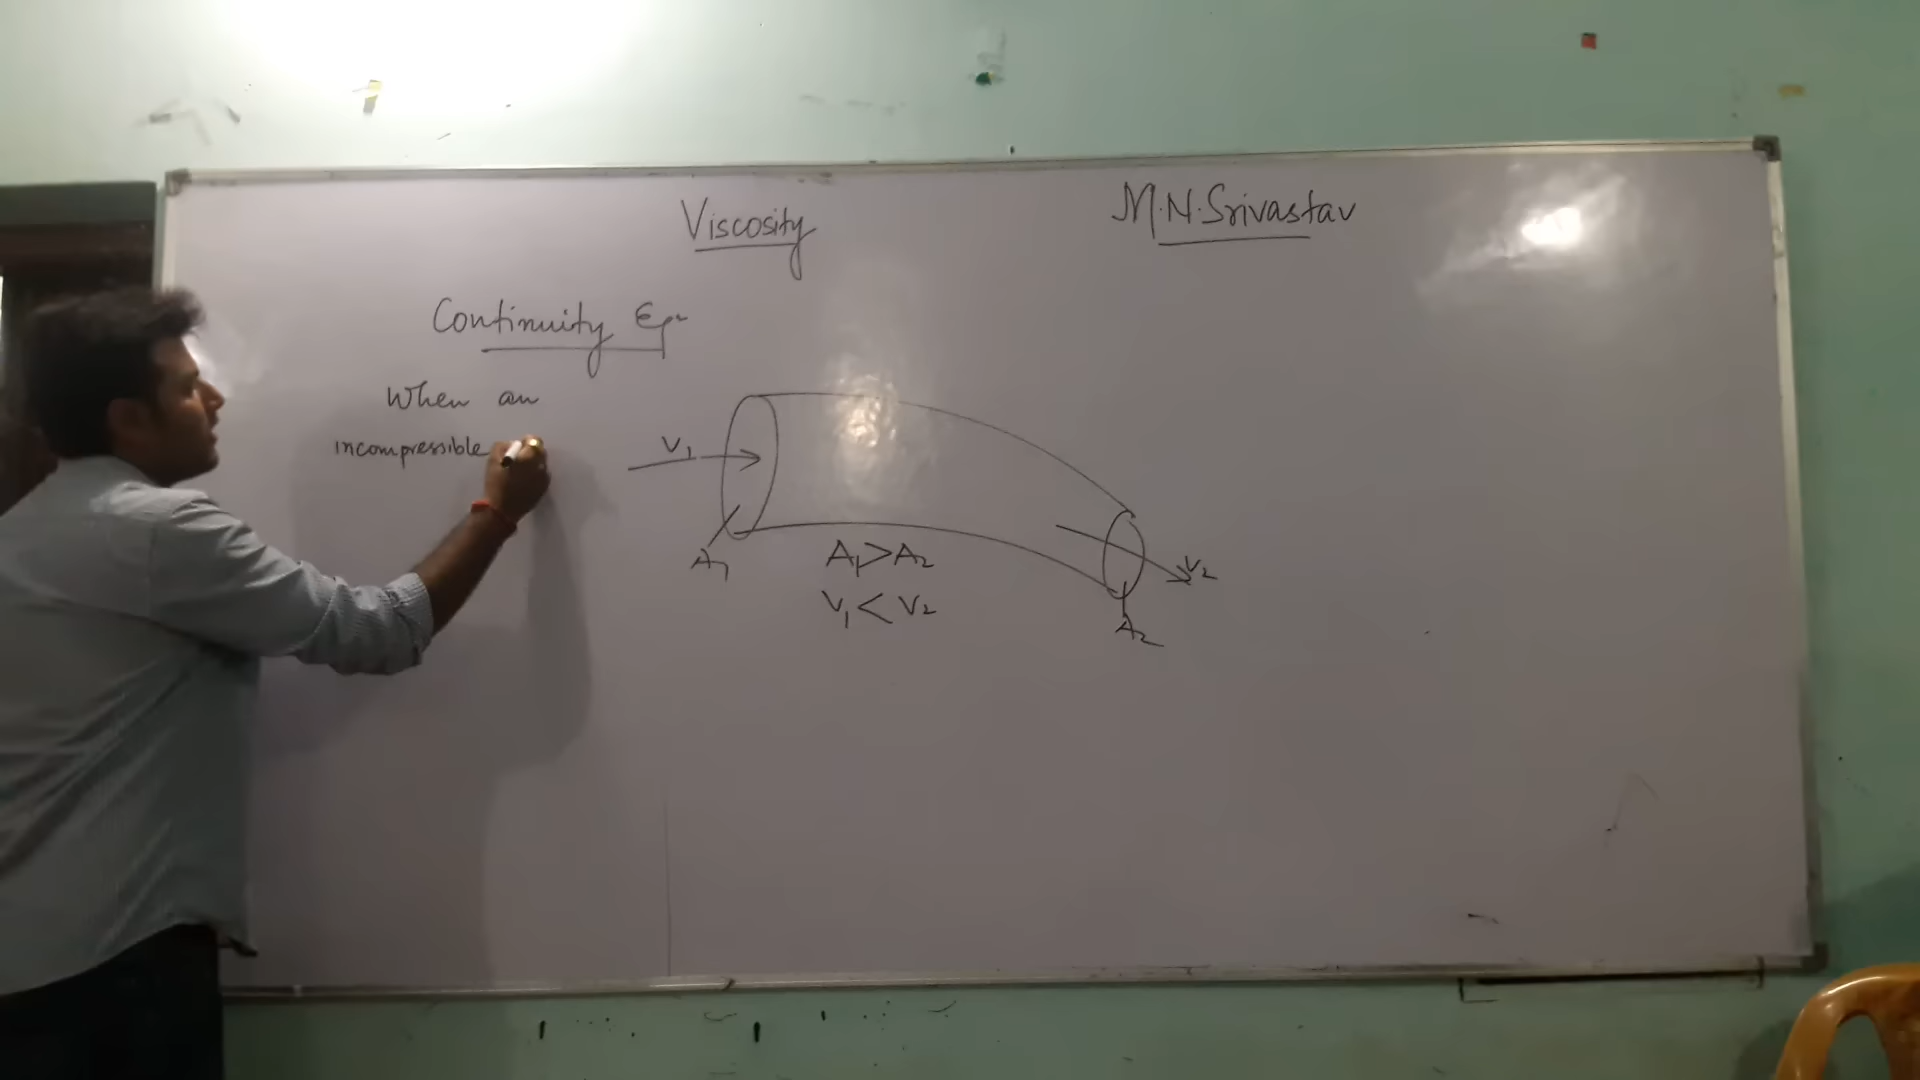 Viscosity
M.N.Srivastav
Continuity Eqn
When an
incompressible
V₁
A₁
A₁>A₂
V₁<V₂
V₂
A₂